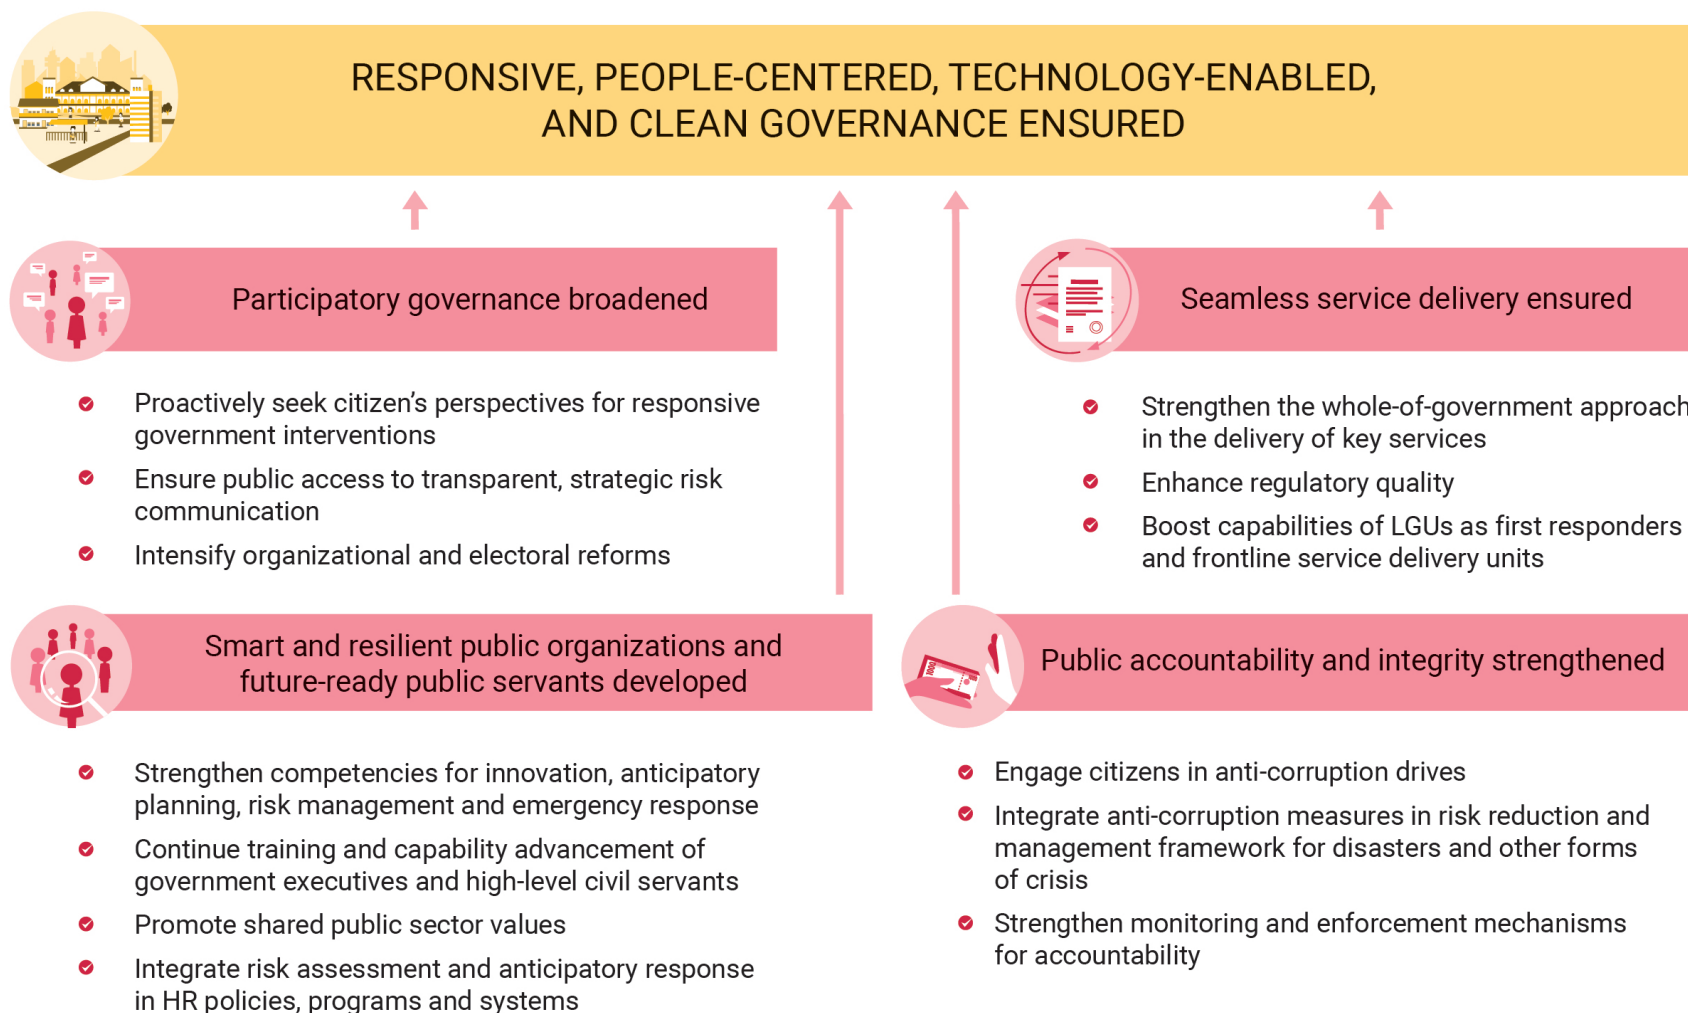 RESPONSIVE, PEOPLE-CENTERED, TECHNOLOGY-ENABLED,
AND CLEAN GOVERNANCE ENSURED
Participatory governance broadened
Proactively seek citizen’s perspectives for responsive
government interventions
Ensure public access to transparent, strategic risk
communication
Intensify organizational and electoral reforms
Seamless service delivery ensured
Strengthen the whole-of-government approach
in the delivery of key services
Enhance regulatory quality
Boost capabilities of LGUs as first responders
and frontline service delivery units
Smart and resilient public organizations and
future-ready public servants developed
Strengthen competencies for innovation, anticipatory
planning, risk management and emergency response
Continue training and capability advancement of
government executives and high-level civil servants
Promote shared public sector values
Integrate risk assessment and anticipatory response
in HR policies, programs and systems
Public accountability and integrity strengthened
1000
Engage citizens in anti-corruption drives
Integrate anti-corruption measures in risk reduction and
management framework for disasters and other forms
of crisis
Strengthen monitoring and enforcement mechanisms
for accountability